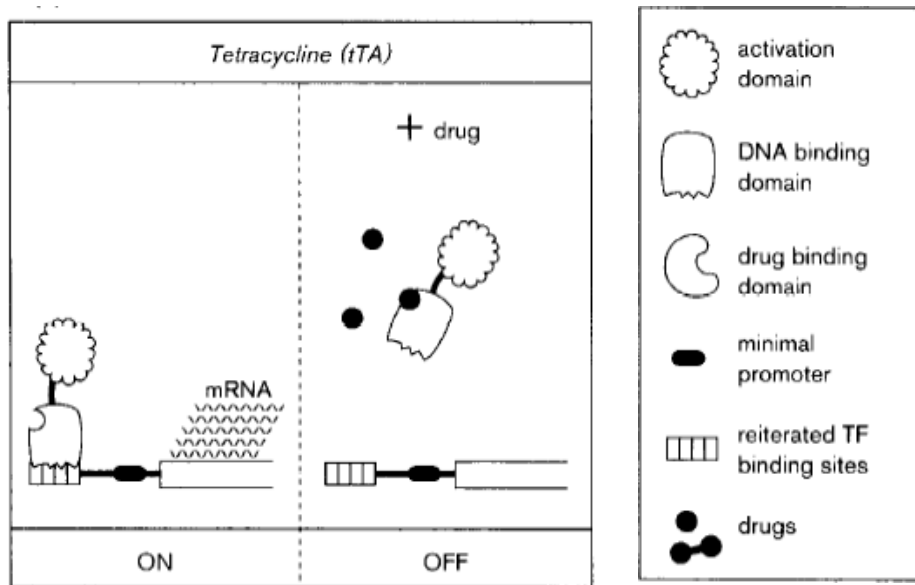 Tetracycline (tTA)
+ drug
mRNA
ON
OFF
activation
domain
DNA binding
domain
drug binding
domain
minimal
promoter
reiterated TF
binding sites
drugs